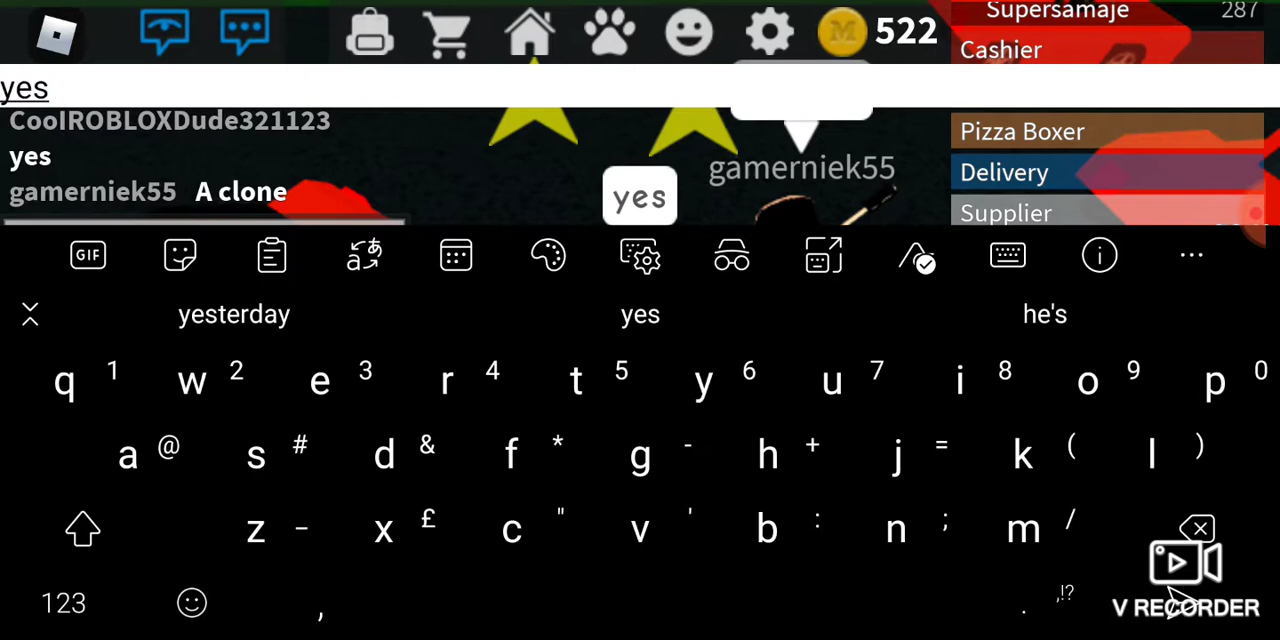 522
Supersamaje 287
Cashier
yes
CoolROBLOXDude321123
yes
gamerniek55 A clone
gamerniek55
yes
Pizza Boxer
Delivery
Supplier
GIF
yesterday yes he's
q 1 w 2 e 3 r 4 t 5 y 6 u 7 i 8 o 9 p 0
a @ s # d & f * g - h + j = k ( l )
z _ x £ c " v ' b : n ; m /
123 , . ,!?
V RECORDER